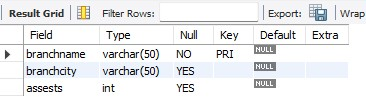 Result Grid Filter Rows: Export: Wrap
Field Type Null Key Default Extra
branchname varchar(50) NO PRI NULL
branchcity varchar(50) YES NULL
assests int YES NULL